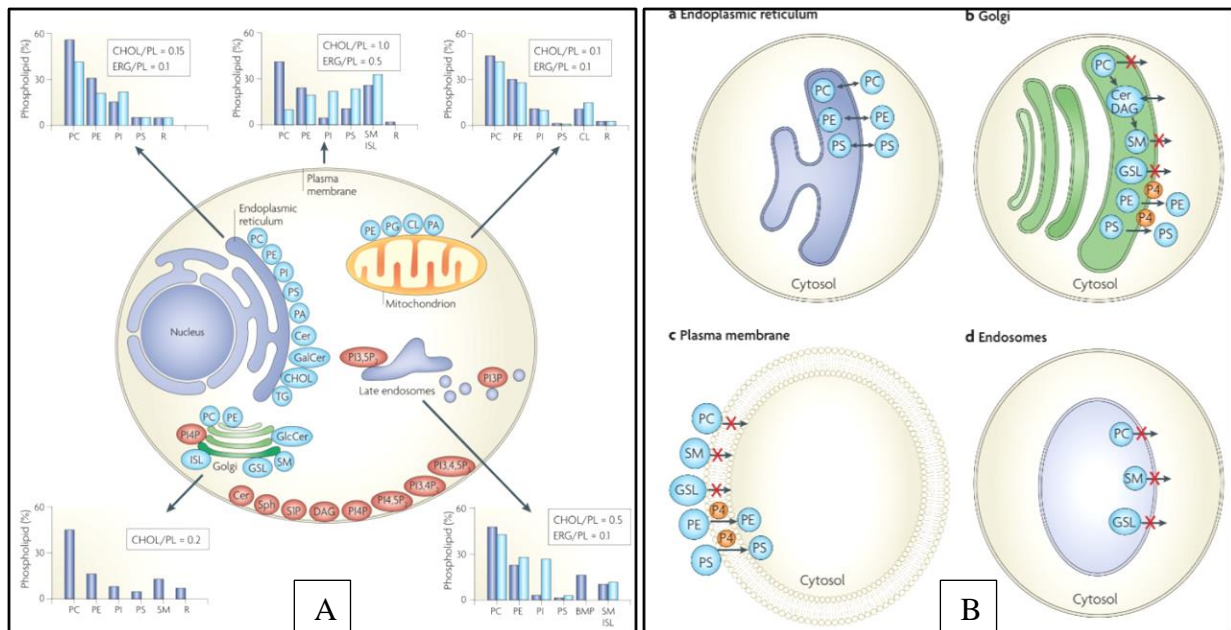 60
30
0
Phospholipid (%)
CHOL/PL = 0.15
ERG/PL = 0.1
PC PE PI PS R
60
30
0
Phospholipid (%)
CHOL/PL = 1.0
ERG/PL = 0.5
PC PE PI PS SM R
ISL
60
30
0
Phospholipid (%)
CHOL/PL = 0.1
ERG/PL = 0.1
PC PE PI PS CL R
Plasma
membrane
Endoplasmic
reticulum
PC
PE
PI
PS
PA
Cer
GalCer
CHOL
TG
Nucleus
PE PG CL PA
Mitochondrion
PI3,5P2
PI3P
Late endosomes
PC PE
PI4P
GlcCer
ISL
Golgi
GSL
SM
Cer
Sph
S1P
DAG
PI4P
PI4,5P2
PI3,4P2
PI3,4,5P3
60
30
0
Phospholipid (%)
CHOL/PL = 0.2
PC PE PI PS SM R
60
30
0
Phospholipid (%)
CHOL/PL = 0.5
ERG/PL = 0.1
PC PE PI PS BMP SM
ISL
A
a Endoplasmic reticulum
PC PC
PE PE
PS PS
Cytosol
b Golgi
PC
Cer
DAG
SM
GSL
P4
PE PE
P4
PS PS
Cytosol
c Plasma membrane
PC
SM
GSL
P4
PE PE
P4
PS PS
Cytosol
d Endosomes
PC
SM
GSL
Cytosol
B